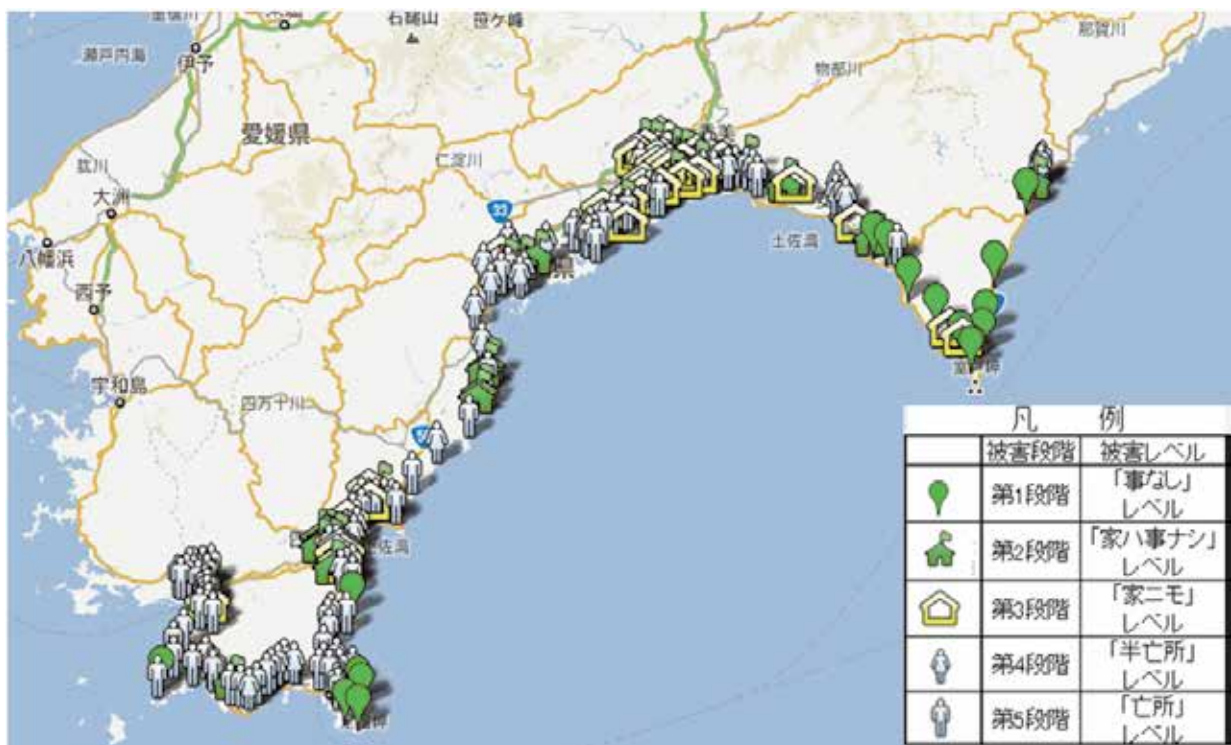 石鎚山
笹ケ峰
那賀川
瀬戸内海
伊予
物部川
愛媛県
仁淀川
肱川
大洲
33
土佐湾
八幡浜
県
西予
宇和島
四万十川
佐湾
凡 例
被害段階 被害レベル
第1段階 「事なし」
レベル
第2段階 「家ハ事ナシ」
レベル
第3段階 「家ニモ」
レベル
第4段階 「半亡所」
レベル
第5段階 「亡所」
レベル